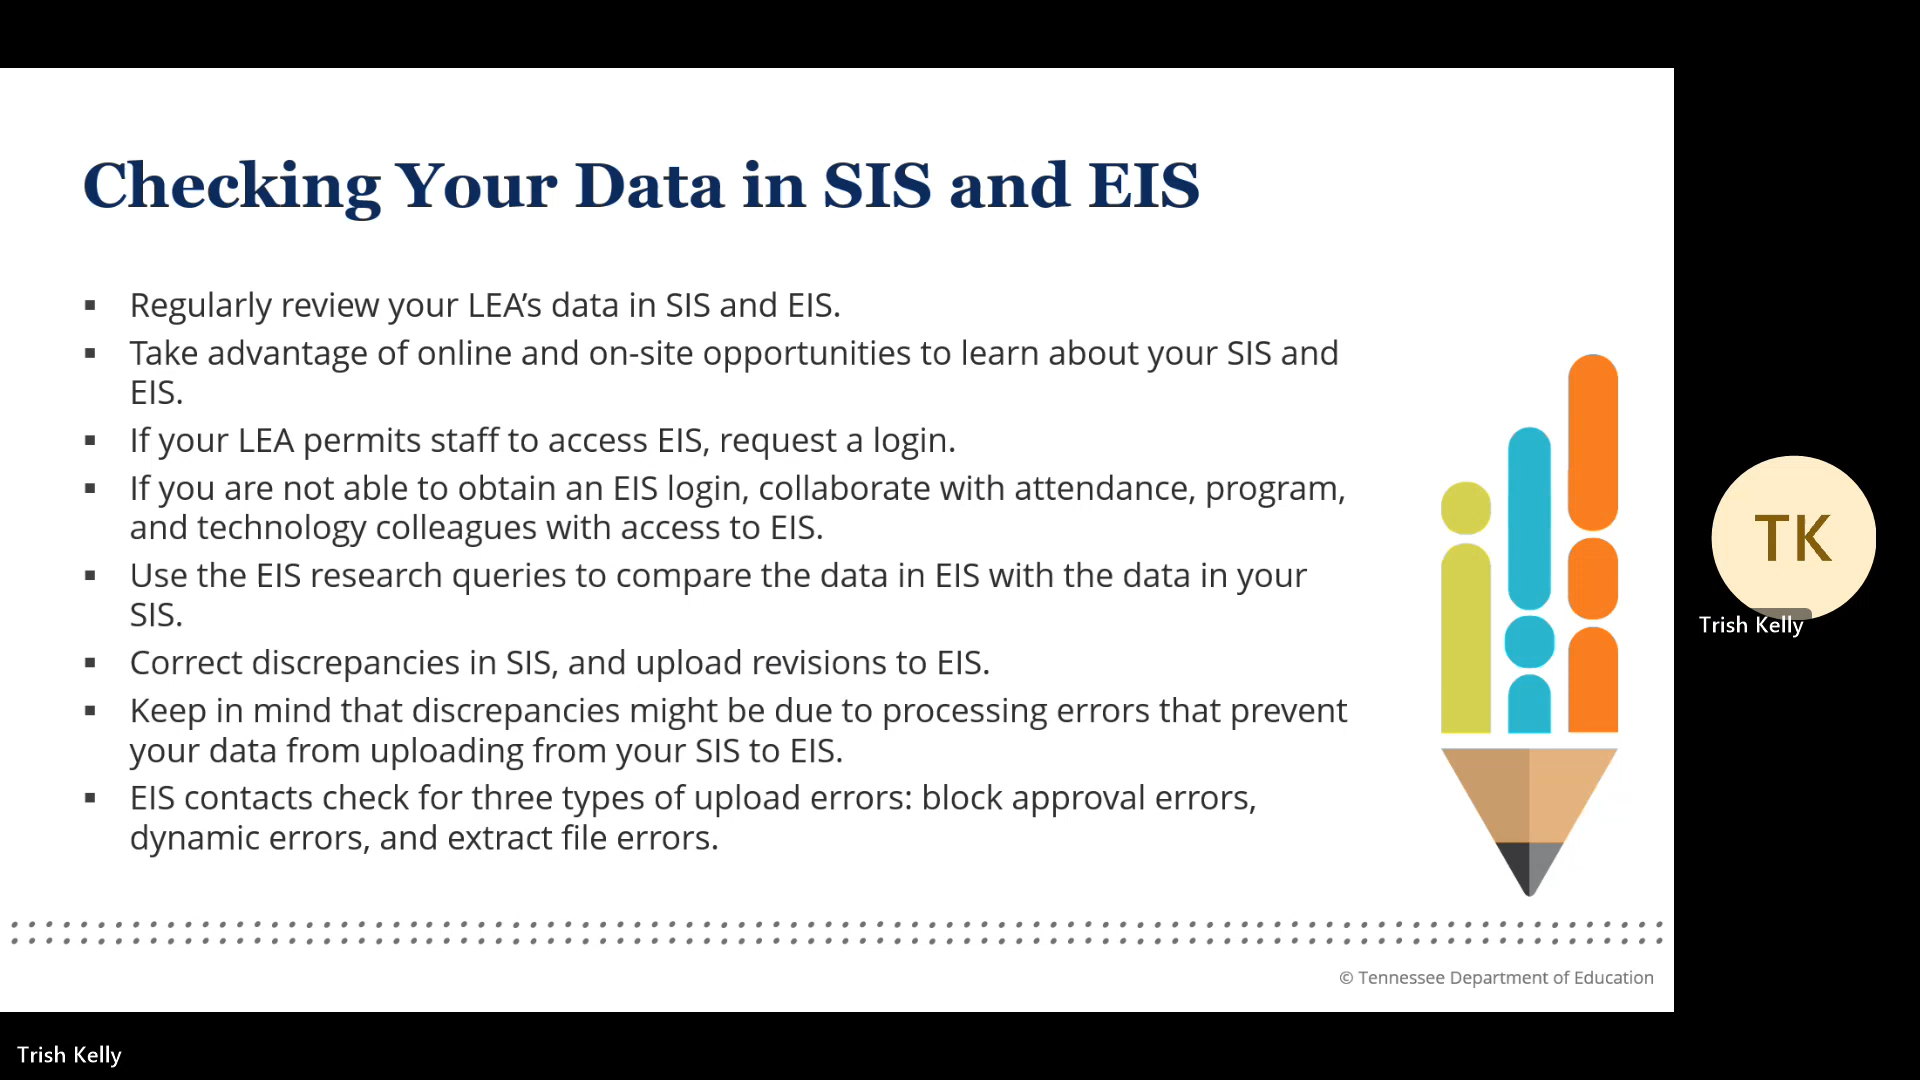 Checking Your Data in SIS and EIS
▪ Regularly review your LEA’s data in SIS and EIS.
▪ Take advantage of online and on-site opportunities to learn about your SIS and
EIS.
▪ If your LEA permits staff to access EIS, request a login.
▪ If you are not able to obtain an EIS login, collaborate with attendance, program,
and technology colleagues with access to EIS.
▪ Use the EIS research queries to compare the data in EIS with the data in your
SIS.
▪ Correct discrepancies in SIS, and upload revisions to EIS.
▪ Keep in mind that discrepancies might be due to processing errors that prevent
your data from uploading from your SIS to EIS.
▪ EIS contacts check for three types of upload errors: block approval errors,
dynamic errors, and extract file errors.
© Tennessee Department of Education
TK
Trish Kelly
Trish Kelly